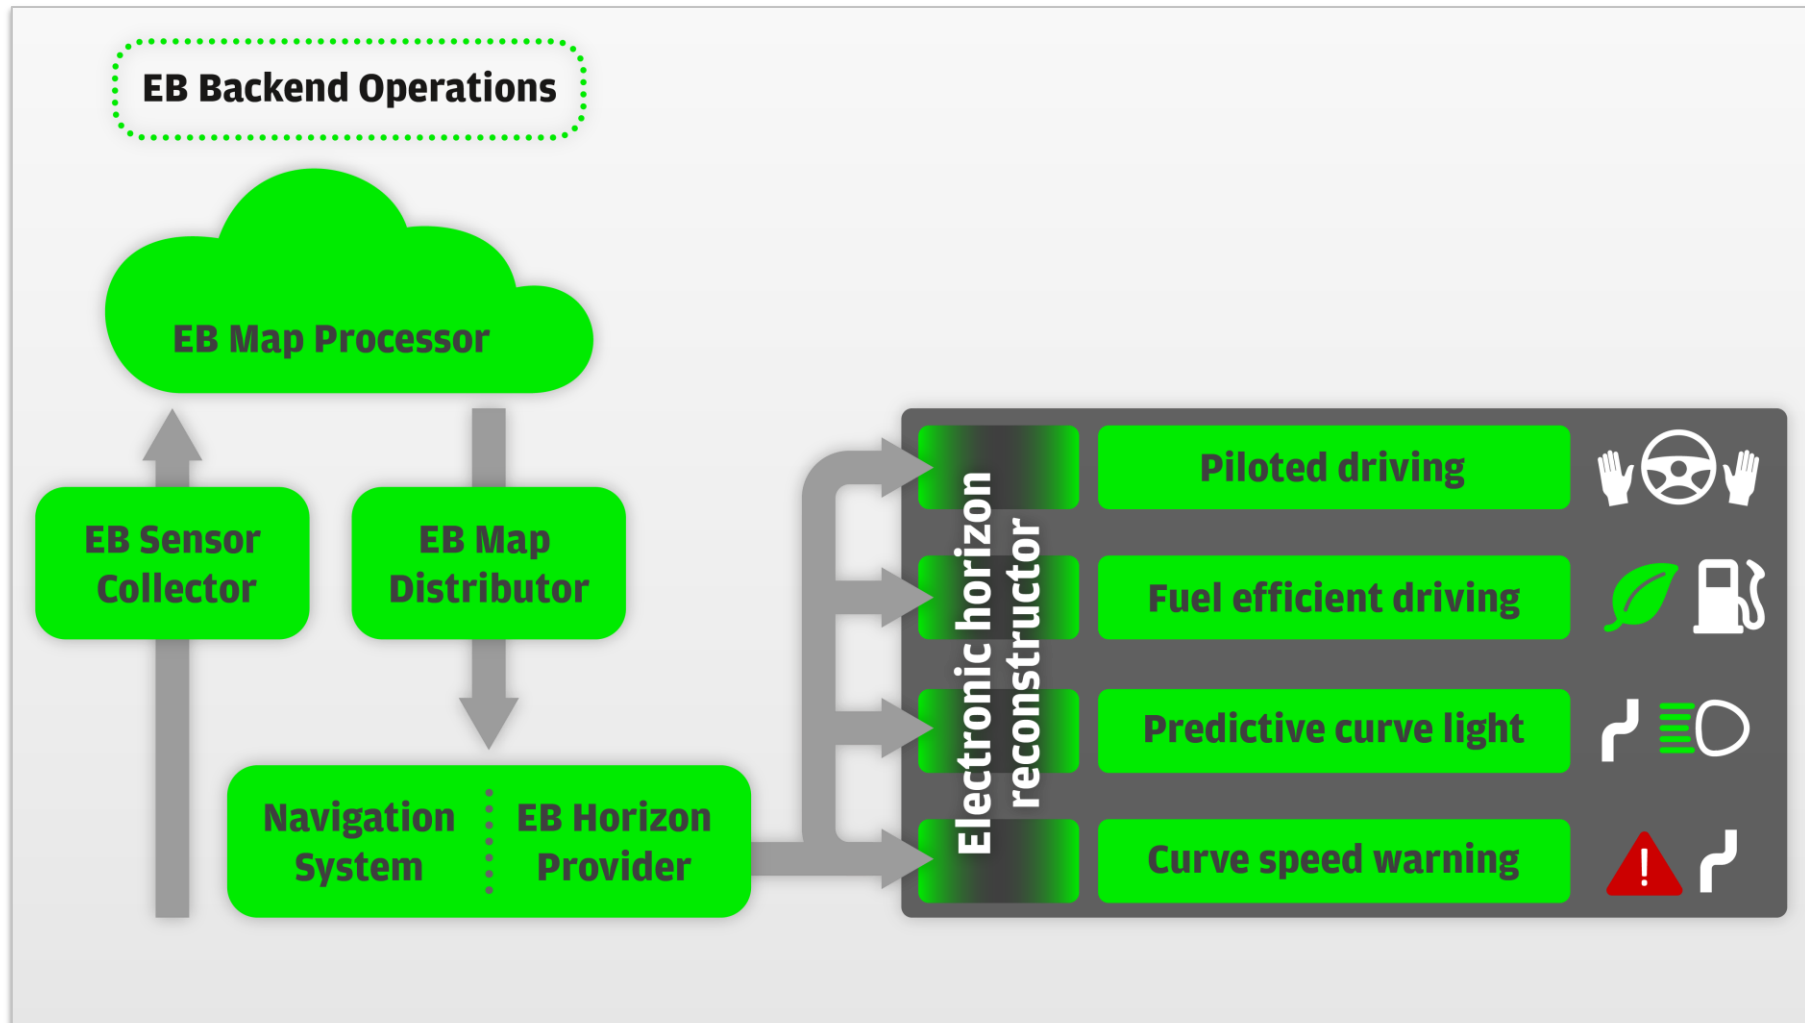 EB Backend Operations
EB Map Processor
EB Sensor
Collector
EB Map
Distributor
Navigation
System
EB Horizon
Provider
Electronic horizon
reconstructor
Piloted driving
Fuel efficient driving
Predictive curve light
Curve speed warning
!